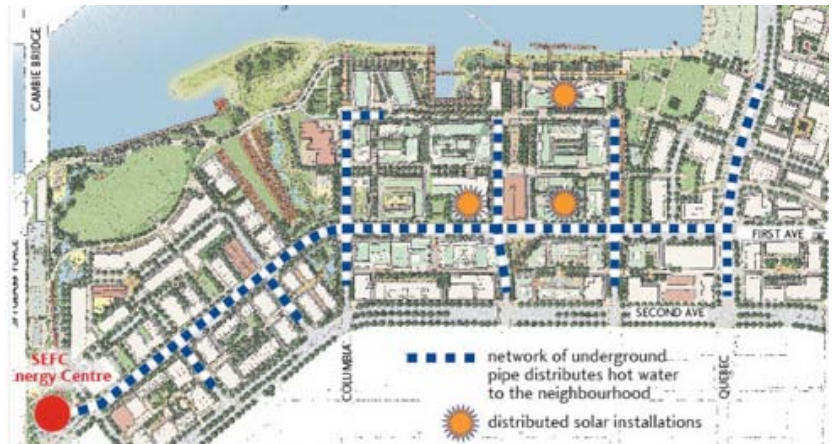 CAMBIE BRIDGE
FIRST AVE
SECOND AVE
SEFC
nergy Centre
COLUMBIA
QUEBEC
network of underground
pipe distributes hot water
to the neighbourhood
distributed solar installations